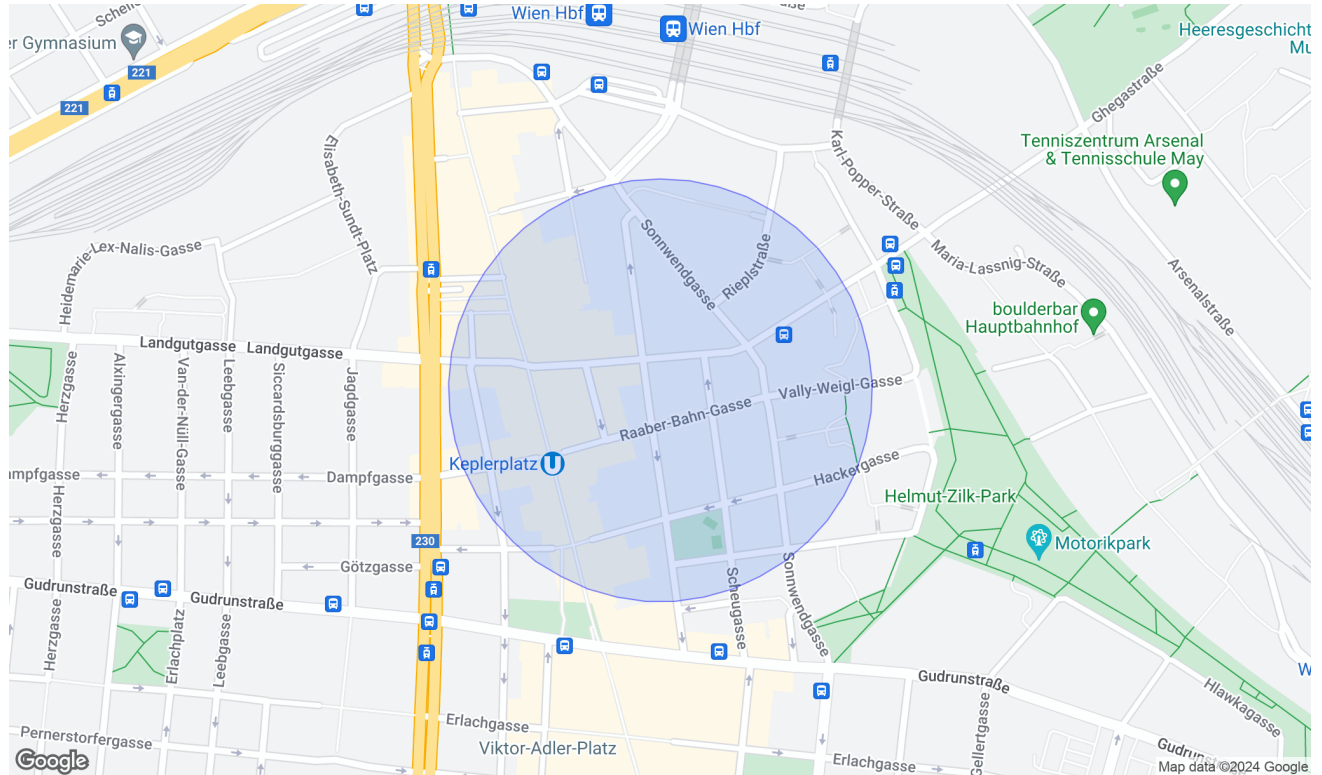 Wien Hbf
Wien Hbf
er Gymnasium
221
221
Heeresgeschicht
Mu
Ghegastraße
Tenniszentrum Arsenal
& Tennisschule May
Elisabeth-Sundt-Platz
Karl-Popper-Straße
Heidemarie-Lex-Nalis-Gasse
Sonnwendgasse
Rieplstraße
Maria-Lassnig-Straße
Arsenalstraße
boulderbar
Hauptbahnhof
Landgutgasse
Landgutgasse
Herzgasse
Alxingergasse
Van-der-Nüll-Gasse
Leebgasse
Siccardsburggasse
Jagdgasse
Vally-Weigl-Gasse
Raaber-Bahn-Gasse
Keplerplatz
Hackergasse
ampfgasse
Dampfgasse
Herzgasse
Helmut-Zilk-Park
Motorikpark
230
Götzgasse
Gudrunstraße
Gudrunstraße
Herzgasse
Erlachplatz
Leebgasse
Scheugasse
Sonnwendgasse
W
Gudrunstraße
Hlawkagasse
Gellertgasse
Erlachgasse
Pernerstorfergasse
Viktor-Adler-Platz
Erlachgasse
Gudrunst
Google
Map data ©2024 Google